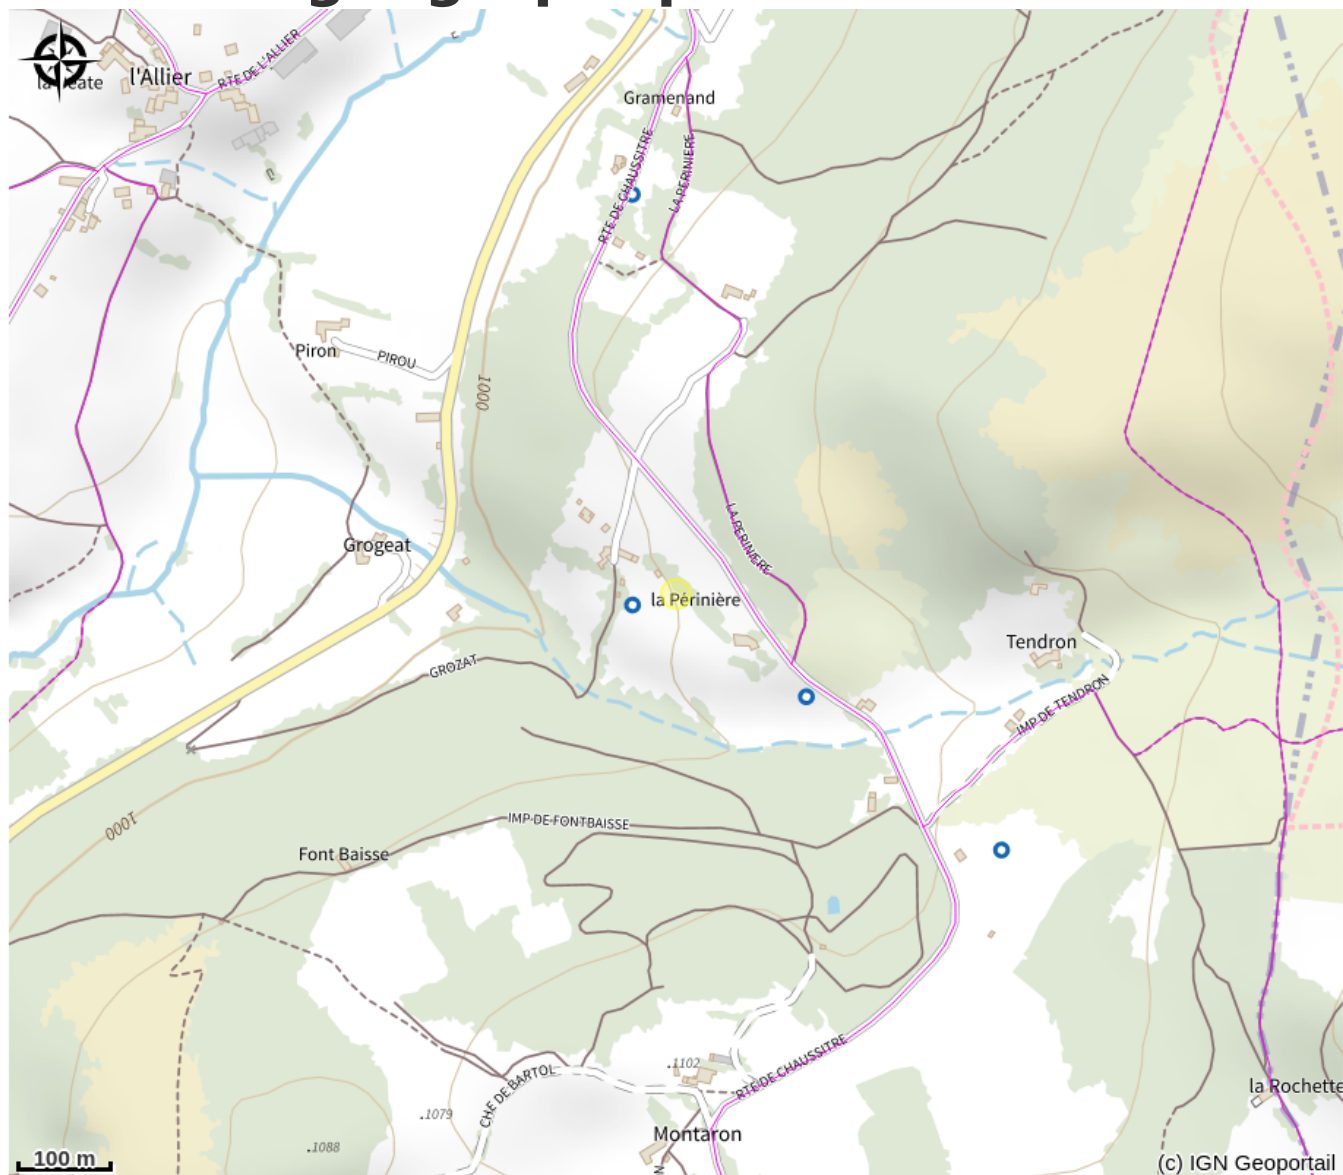 l'Allier
RTE DE L'ALLIER
Gramenand
RTE DE CHAUSSITRE
LA PERINIERE
Piron
PIROU
1000
LA PERINIERE
Grogeat
la Périnière
Tendron
GROZAT
IMP DE TENDRON
1000
IMP DE FONTBAISSE
Font Baisse
.1102
RTE DE CHAUSSITRE
CHE DE BARTOL
la Rochette
.1079
Montaron
.1088
100 m
(c) IGN Geoportail